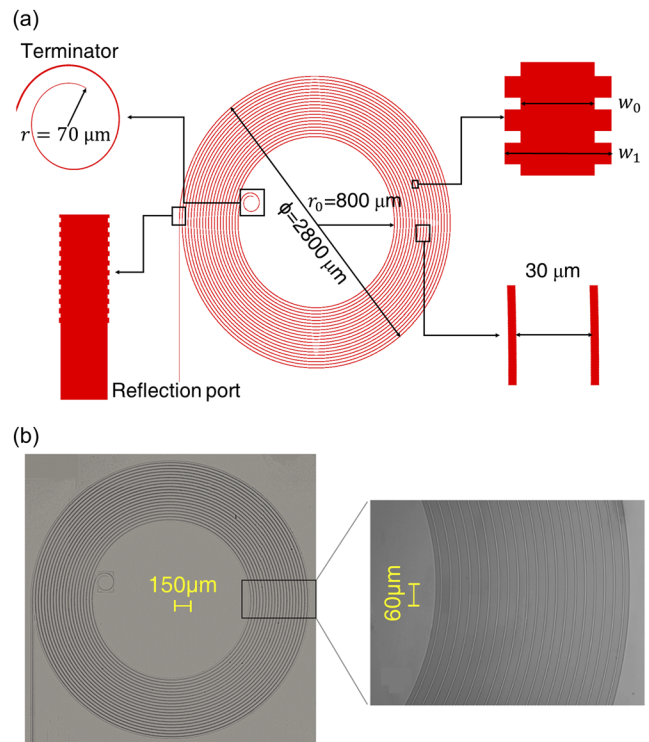 (a)
Terminator
r = 70 μm
r₀=800 μm
ϕ=2800 μm
w₀
w₁
30 μm
Reflection port
(b)
150μm
60μm